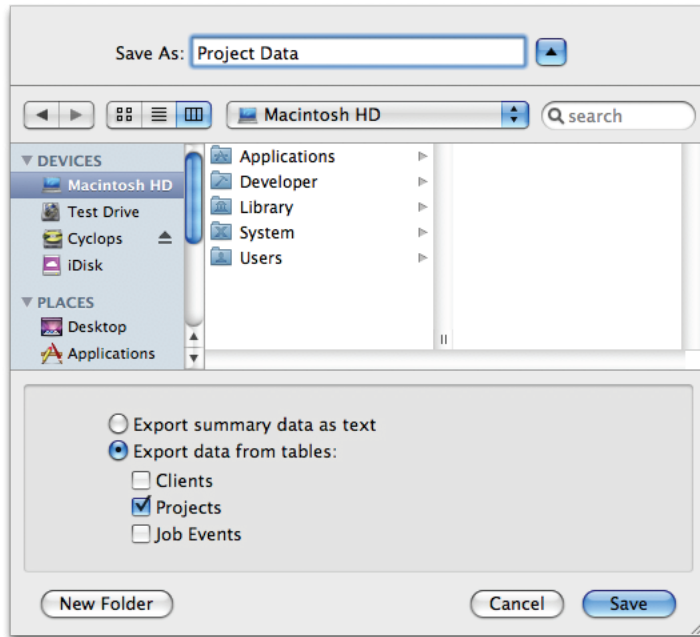 Save As: Project Data
Macintosh HD
search
DEVICES
Macintosh HD
Test Drive
Cyclops
iDisk
PLACES
Desktop
Applications
Applications
Developer
Library
System
Users
Export summary data as text
Export data from tables:
Clients
Projects
Job Events
New Folder Cancel Save